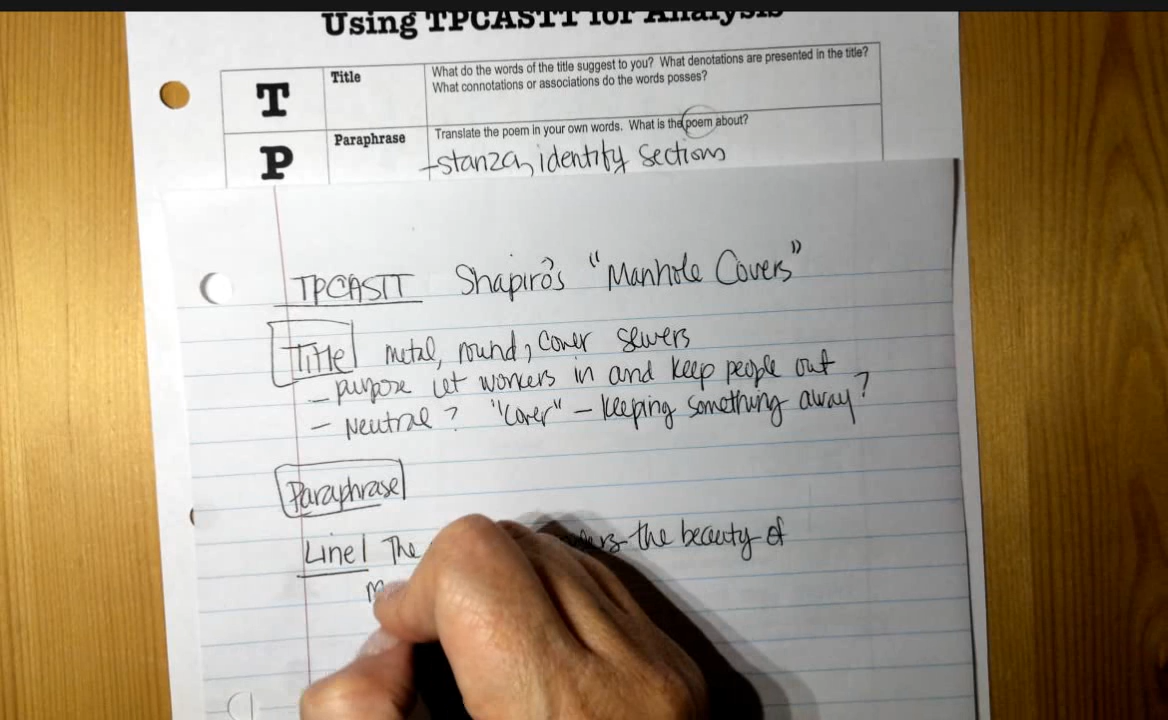 Using TPCASTT for Analysis
T
Title
What do the words of the title suggest to you? What denotations are presented in the title?
What connotations or associations do the words posses?
P
Paraphrase
Translate the poem in your own words. What is the poem about?
-stanza, identify sections
TPCASTT Shapiro's "Manhole Covers"
Title metal, round, cover sewers
- purpose let workers in and keep people out
- Neutral? "Cover" - keeping something away?
Paraphrase
Line 1 The the beauty of